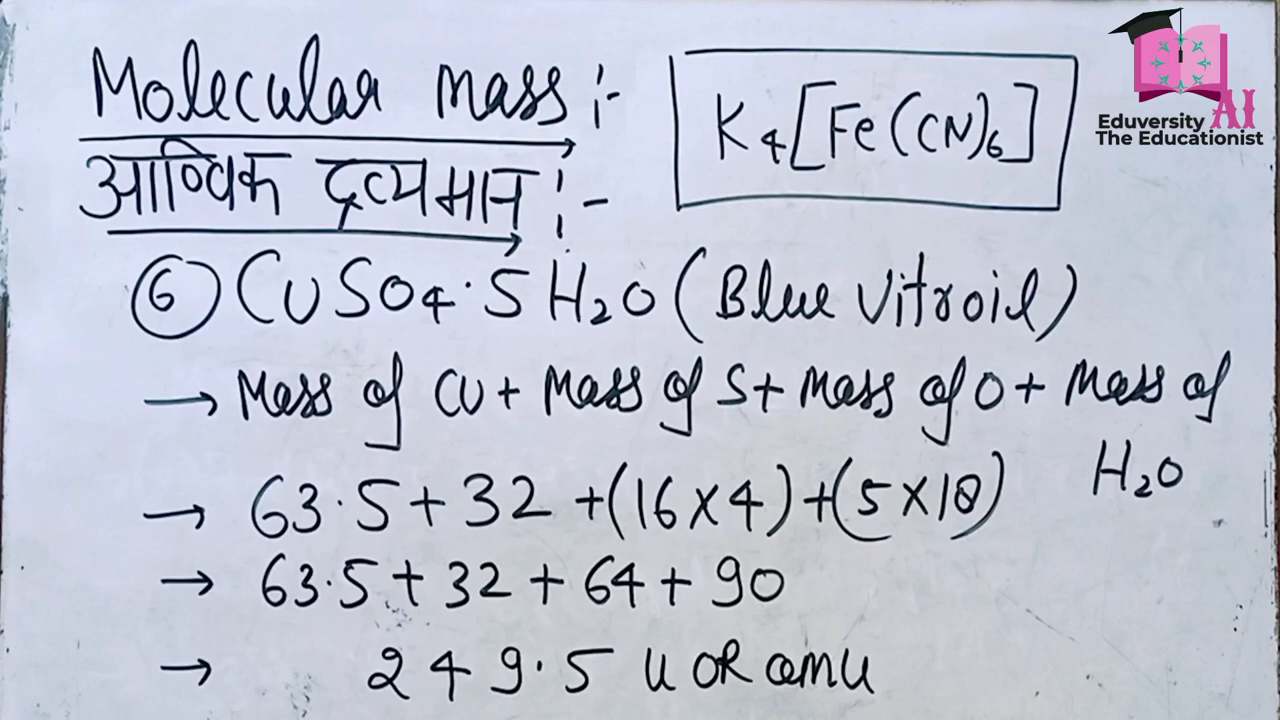 Molecular mass :-
K4[Fe(CN)6]
Eduversity AI
The Educationist
आण्विक द्रव्यमान :-
⑥ CuSO4·5H2O (Blue Vitroil)
→ Mass of Cu + Mass of S + Mass of O + Mass of
H2O
→ 63.5 + 32 + (16 × 4) + (5 × 18)
→ 63.5 + 32 + 64 + 90
→ 249.5 u OR amu